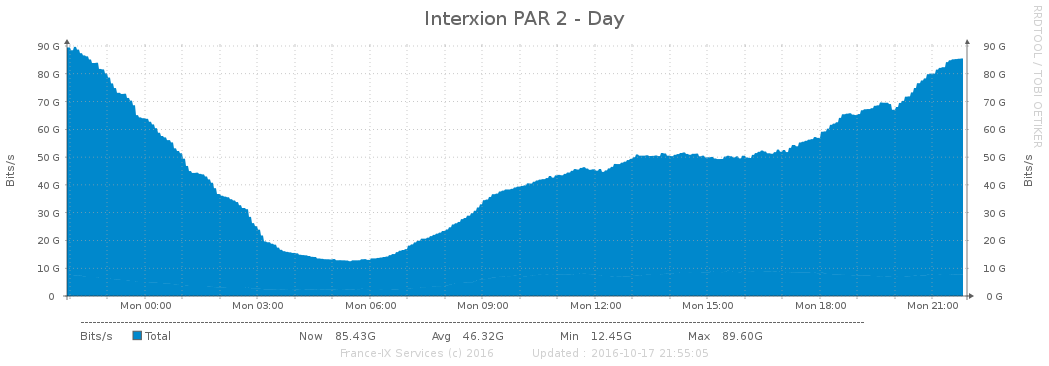 Interxion PAR 2 - Day
RRDTOOL / TOBI OETIKER
Bits/s
90 G
80 G
70 G
60 G
50 G
40 G
30 G
20 G
10 G
0
90 G
80 G
70 G
60 G
50 G
40 G
30 G
20 G
10 G
0 G
Bits/s
Mon 00:00 Mon 03:00 Mon 06:00 Mon 09:00 Mon 12:00 Mon 15:00 Mon 18:00 Mon 21:00
Bits/s Total Now 85.43G Avg 46.32G Min 12.45G Max 89.60G
France-IX Services (c) 2016 Updated : 2016-10-17 21:55:05